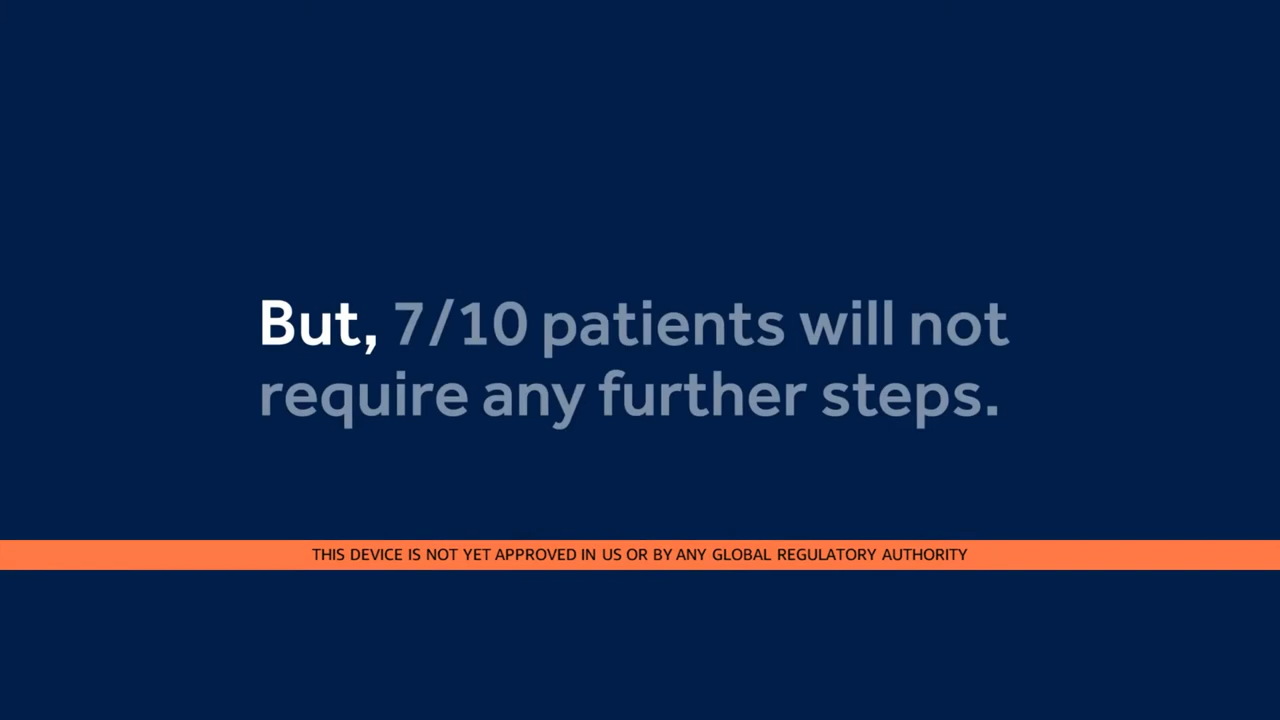 But, 7/10 patients will not
require any further steps.
THIS DEVICE IS NOT YET APPROVED IN US OR BY ANY GLOBAL REGULATORY AUTHORITY